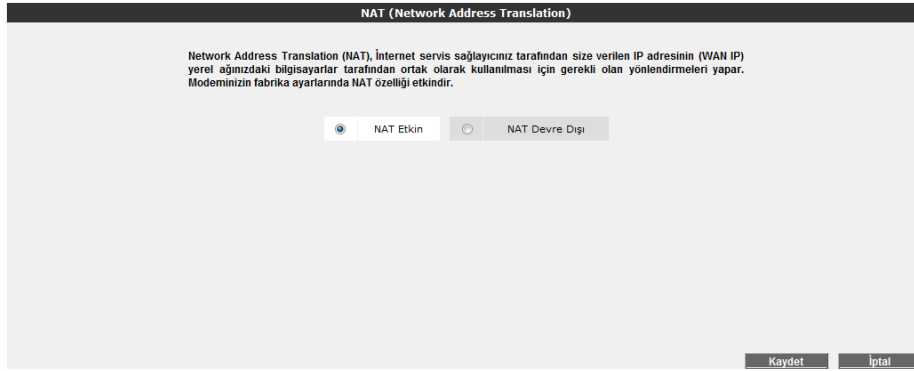 NAT (Network Address Translation)
Network Address Translation (NAT), İnternet servis sağlayıcınız tarafından size verilen IP adresinin (WAN IP)
yerel ağınızdaki bilgisayarlar tarafından ortak olarak kullanılması için gerekli olan yönlendirmeleri yapar.
Modeminizin fabrika ayarlarında NAT özelliği etkindir.
NAT Etkin NAT Devre Dışı
Kaydet İptal